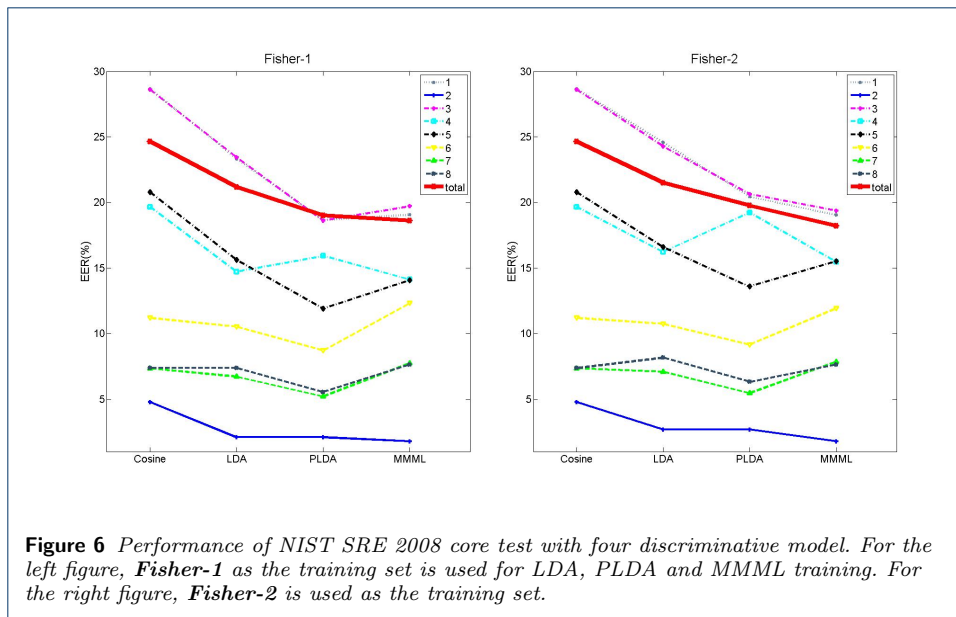 Fisher-1
30
25
20
15
10
5
EER(%)
Cosine
LDA
PLDA
MMML
1
2
3
4
5
6
7
8
total
Fisher-2
30
25
20
15
10
5
EER(%)
Cosine
LDA
PLDA
MMML
1
2
3
4
5
6
7
8
total
Figure 6 Performance of NIST SRE 2008 core test with four discriminative model. For the
left figure, Fisher-1 as the training set is used for LDA, PLDA and MMML training. For
the right figure, Fisher-2 is used as the training set.